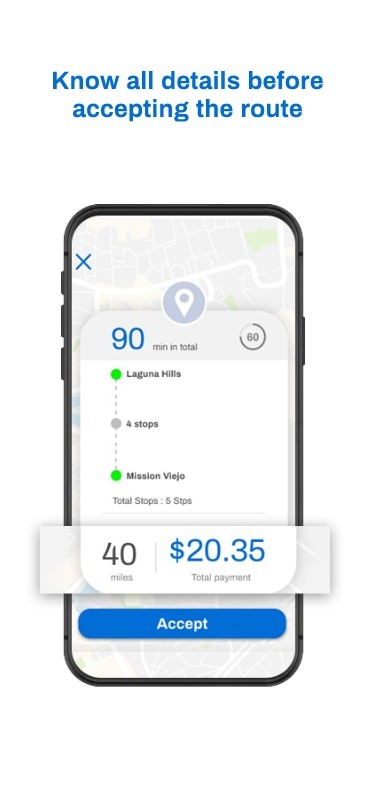 Know all details before
accepting the route
90 min in total
60
Laguna Hills
4 stops
Mission Viejo
Total Stops : 5 Stps
40 $20.35
miles Total payment
Accept